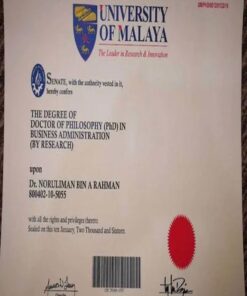 UNIVERSITY
OF MALAYA
The Leader in Research & Innovation
SENATE, with the authority vested in it,
hereby confers
THE DEGREE OF
DOCTOR OF PHILOSOPHY (PhD) IN
BUSINESS ADMINISTRATION
(BY RESEARCH)
upon
Dr. NORULIMAN BIN A RAHMAN
800402-10-5055
with all the rights and privileges thereto
Sealed on this ten January, Two Thousand and Sixteen